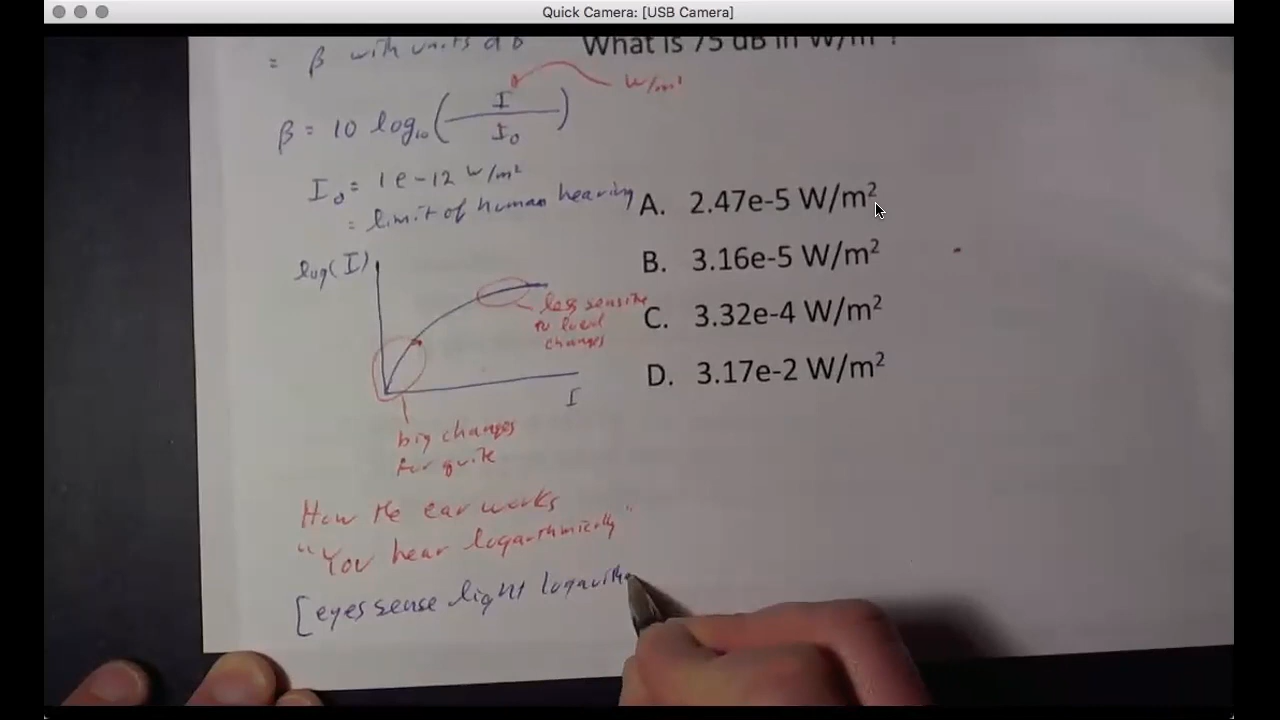 Quick Camera: [USB Camera]
= β with units dB
What is 75 dB in W/m²?
W/m²
β = 10 log₁₀ ( I / I₀ )
I₀ = 1e-12 W/m²
= limit of human hearing
A. 2.47e-5 W/m²
B. 3.16e-5 W/m²
C. 3.32e-4 W/m²
D. 3.17e-2 W/m²
log(I)
less sensitive
to loud
changes
I
big changes
for quite
How the ear works
"You hear logarithmically"
[eyes sense light